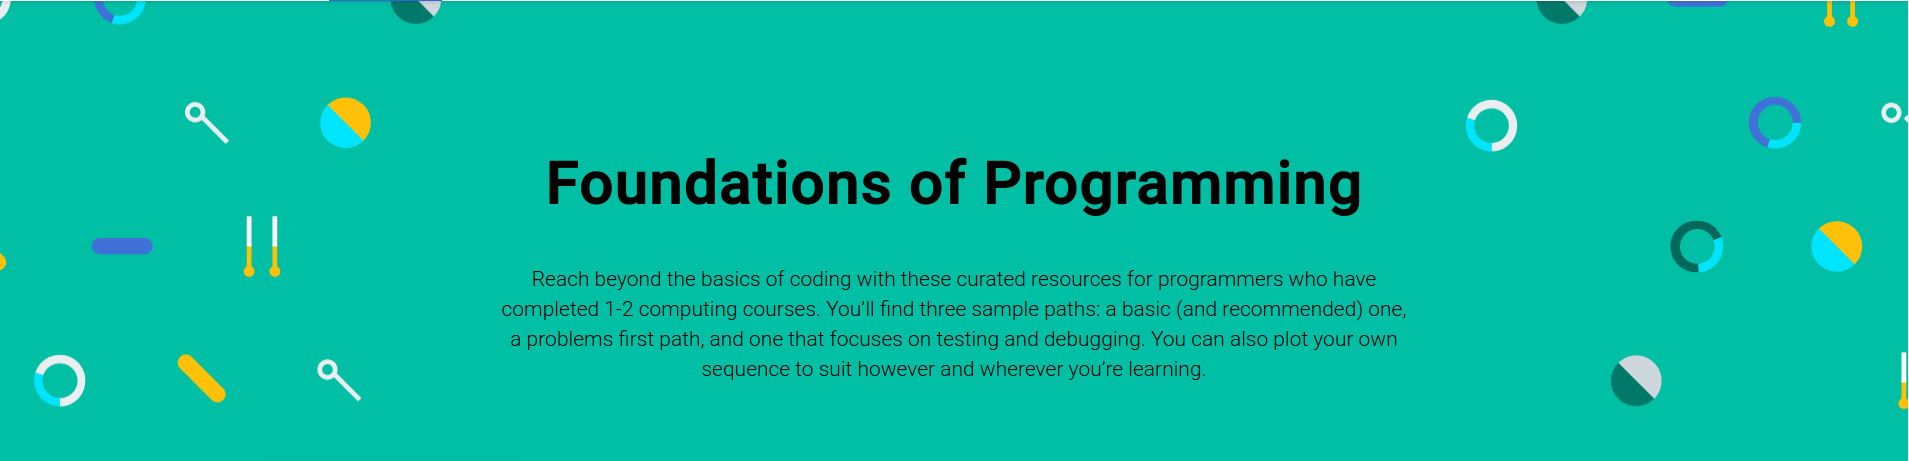 Foundations of Programming
Reach beyond the basics of coding with these curated resources for programmers who have
completed 1-2 computing courses. You’ll find three sample paths: a basic (and recommended) one,
a problems first path, and one that focuses on testing and debugging. You can also plot your own
sequence to suit however and wherever you’re learning.